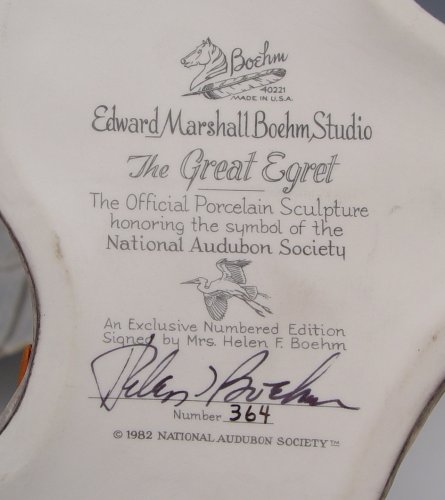 Boehm
40221
MADE IN U.S.A.
Edward Marshall Boehm, Studio
The Great Egret
The Official Porcelain Sculpture
honoring the symbol of the
National Audubon Society
An Exclusive Numbered Edition
Signed by Mrs. Helen F. Boehm
Helen F Boehm
Number 364
© 1982 NATIONAL AUDUBON SOCIETY™